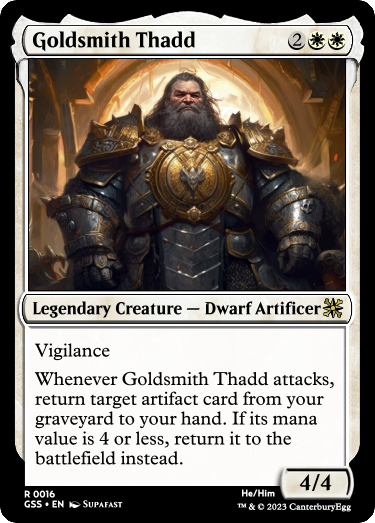 Goldsmith Thadd 2
Legendary Creature — Dwarf Artificer
Vigilance
Whenever Goldsmith Thadd attacks,
return target artifact card from your
graveyard to your hand. If its mana
value is 4 or less, return it to the
battlefield instead.
4/4
R 0016 He/Him
GSS • EN SUPAFAST ™ & © 2023 CanterburyEgg